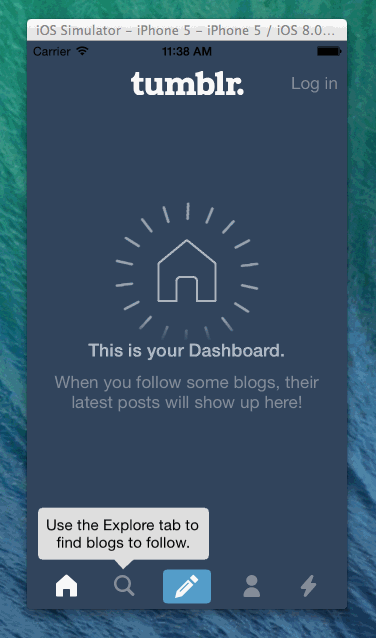 iOS Simulator – iPhone 5 – iPhone 5 / iOS 8.0...
Carrier 11:38 AM
tumblr.
Log in
This is your Dashboard.
When you follow some blogs, their
latest posts will show up here!
Use the Explore tab to
find blogs to follow.